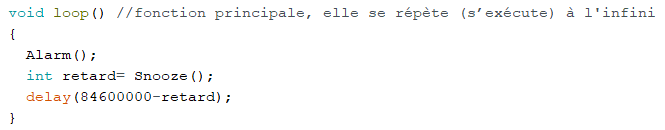 void loop() //fonction principale, elle se répète (s’exécute) à l'infini
{
  Alarm();
  int retard= Snooze();
  delay(84600000-retard);
}